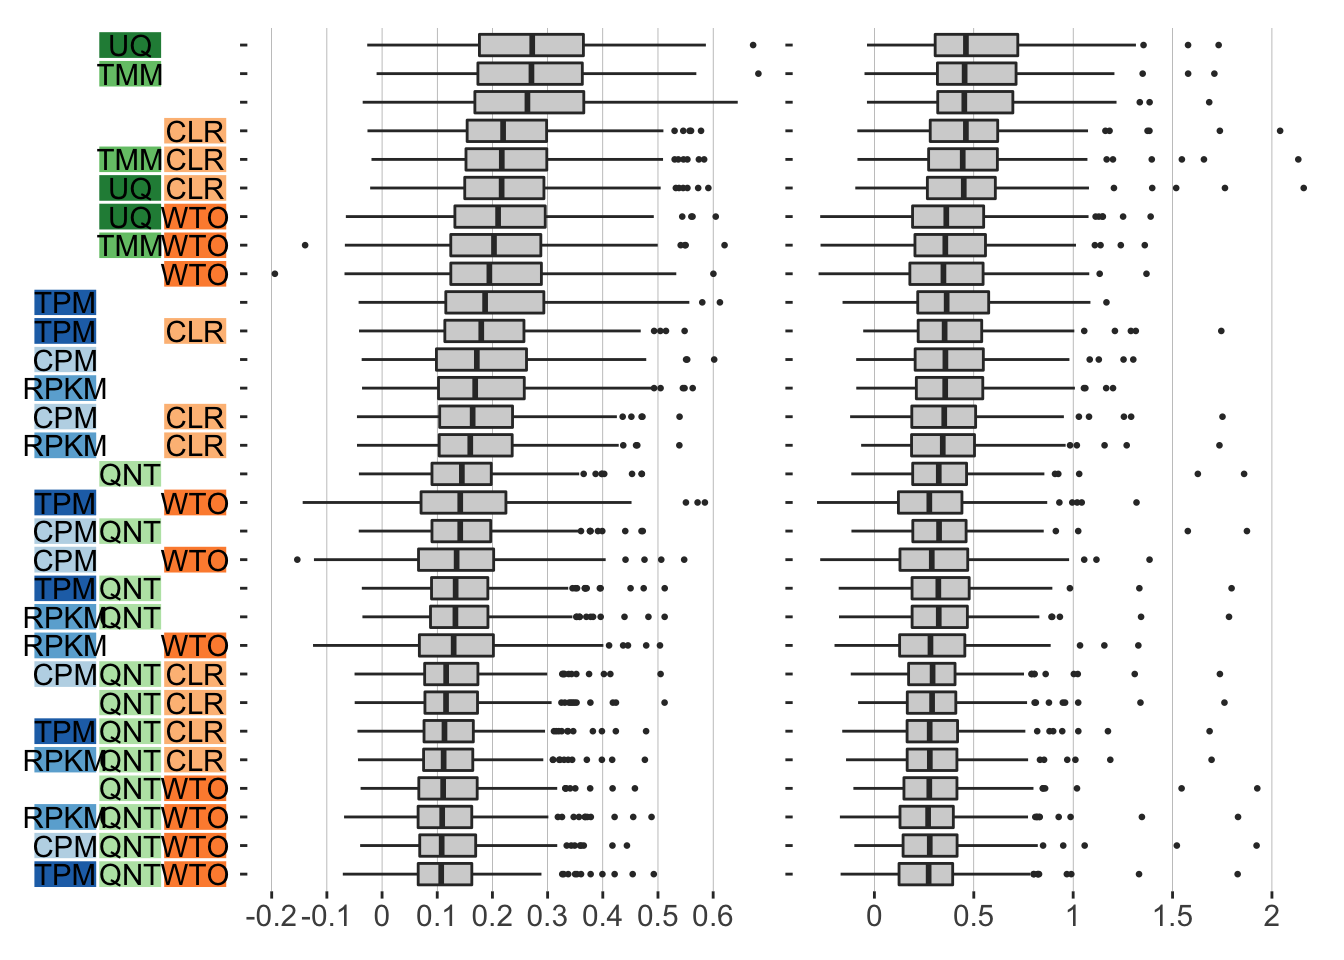 UQ
TMM
CLR
TMM CLR
UQ CLR
UQ WTO
TMM WTO
WTO
TPM
TPM CLR
CPM
RPKM
CPM CLR
RPKM CLR
QNT
TPM WTO
CPM QNT
CPM WTO
TPM QNT
RPKM QNT
RPKM WTO
CPM QNT CLR
QNT CLR
TPM QNT CLR
RPKM QNT CLR
QNT WTO
RPKM QNT WTO
CPM QNT WTO
TPM QNT WTO
-0.2 -0.1 0 0.1 0.2 0.3 0.4 0.5 0.6 0 0.5 1 1.5 2